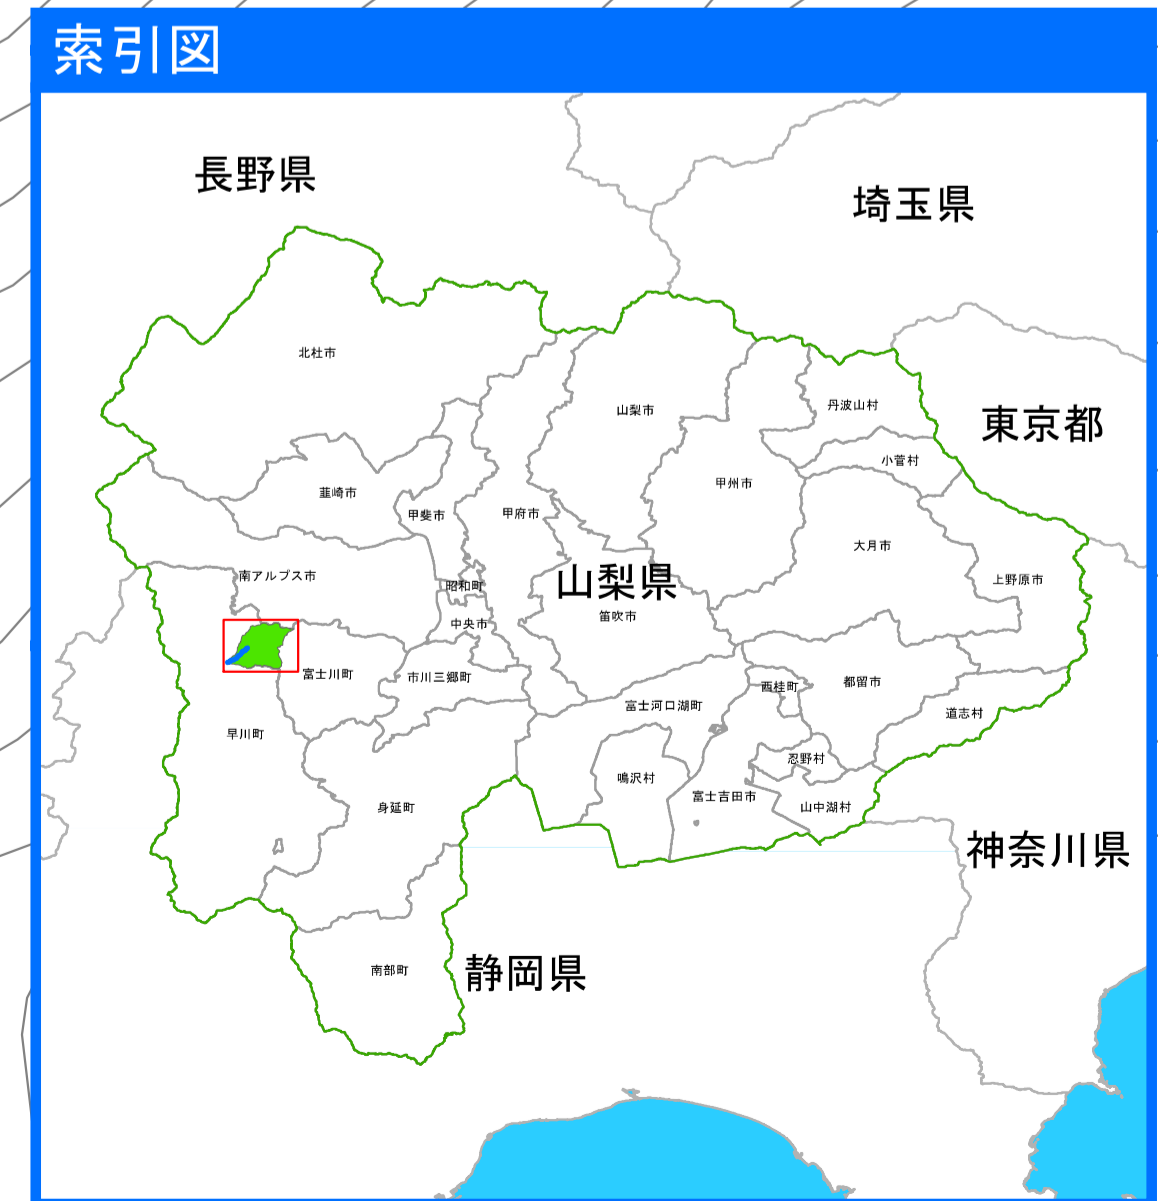 索引図
長野県
埼玉県
北杜市
山梨市
丹波山村
東京都
小菅村
甲州市
韮崎市
甲斐市
甲府市
大月市
南アルプス市
昭和町
山梨県
上野原市
笛吹市
中央市
富士川町
市川三郷町
西桂町
都留市
富士河口湖町
道志村
早川町
忍野村
鳴沢村
富士吉田市
山中湖村
身延町
神奈川県
南部町
静岡県